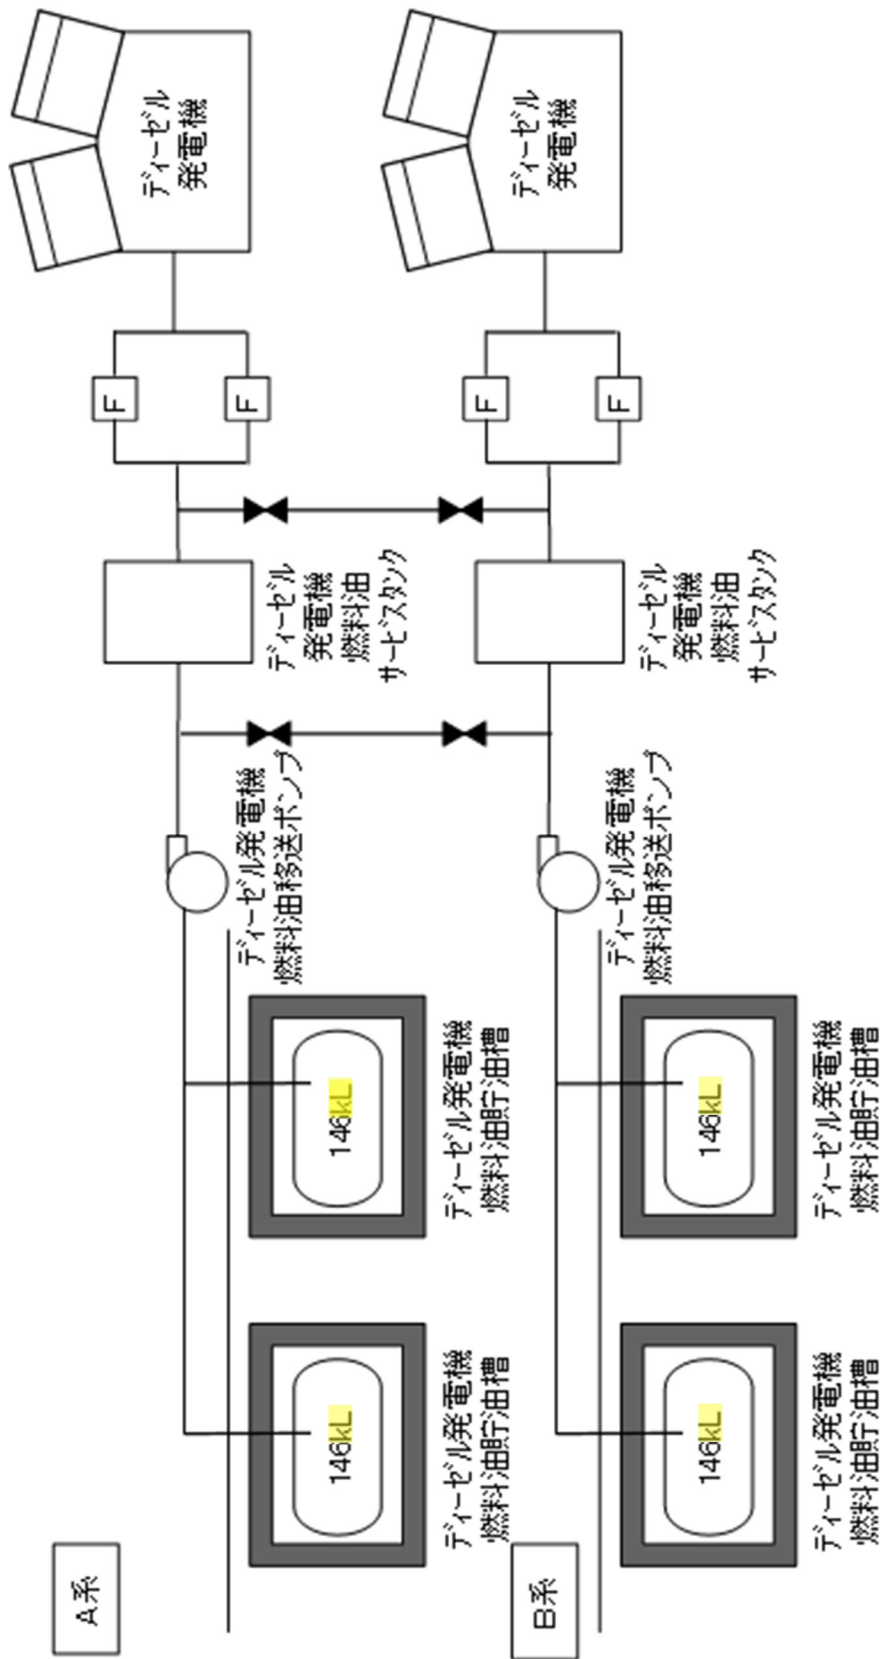 A系
146kL
ディーゼル発電機
燃料油貯油槽
146kL
ディーゼル発電機
燃料油貯油槽
ディーゼル発電機
燃料油移送ポンプ
ディーゼル
発電機
燃料油
サービスタンク
F
F
ディーゼル
発電機
B系
146kL
ディーゼル発電機
燃料油貯油槽
146kL
ディーゼル発電機
燃料油貯油槽
ディーゼル発電機
燃料油移送ポンプ
ディーゼル
発電機
燃料油
サービスタンク
F
F
ディーゼル
発電機